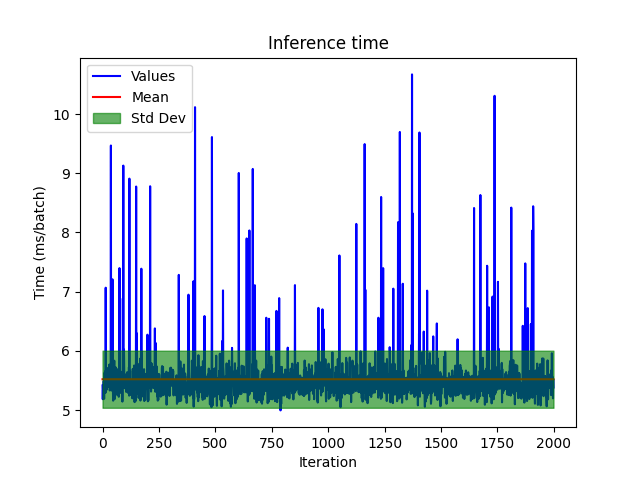 Inference time
Values
Mean
Std Dev
Time (ms/batch)
10
9
8
7
6
5
0 250 500 750 1000 1250 1500 1750 2000
Iteration